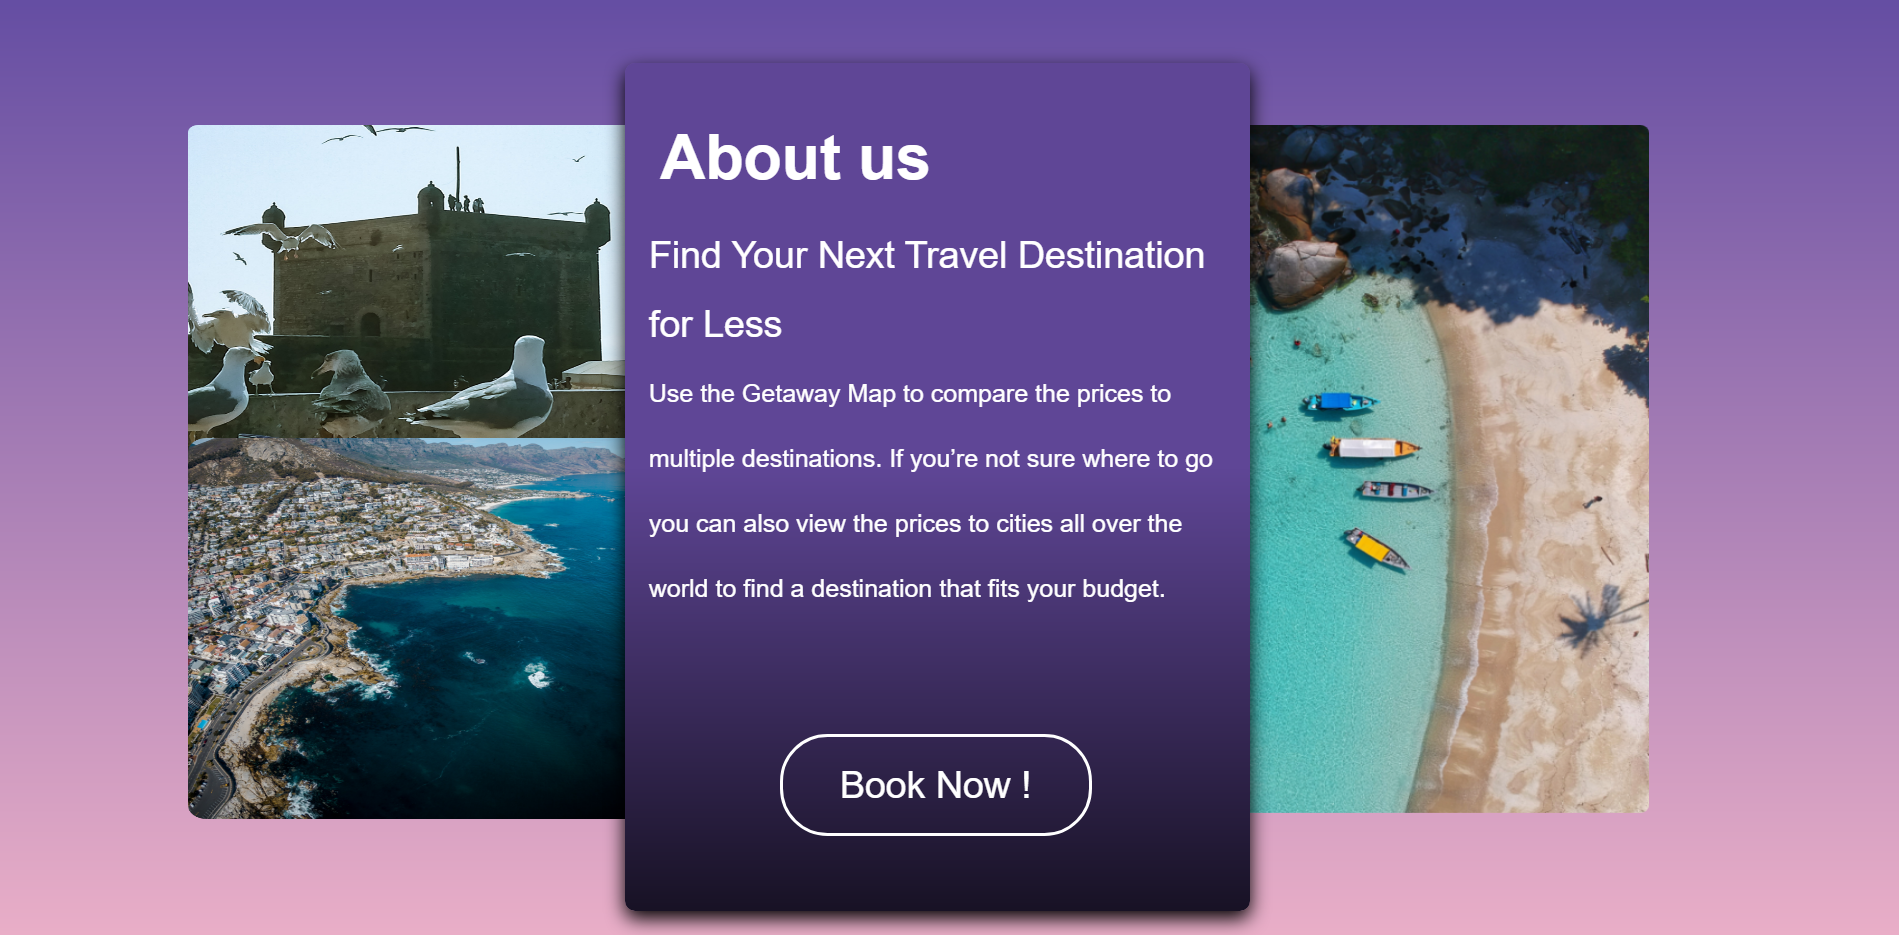 About us
Find Your Next Travel Destination
for Less
Use the Getaway Map to compare the prices to
multiple destinations. If you’re not sure where to go
you can also view the prices to cities all over the
world to find a destination that fits your budget.
Book Now !